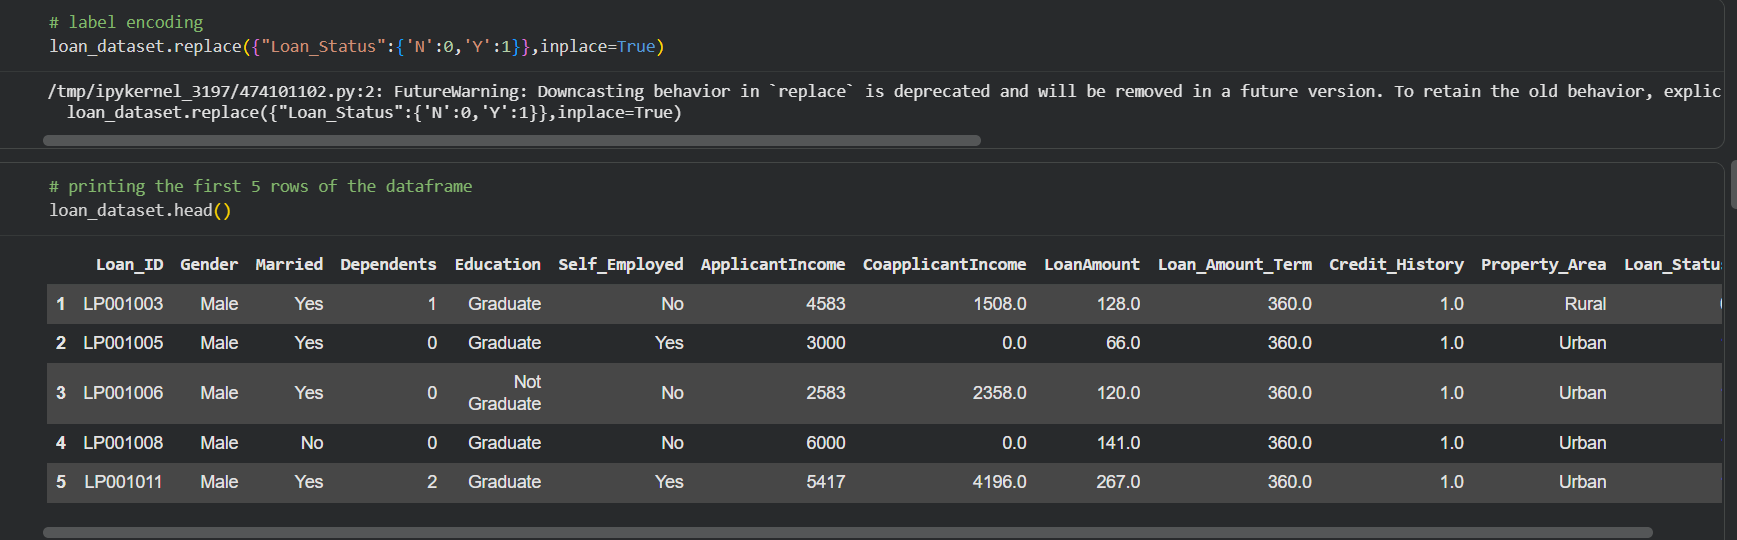 # label encoding
loan_dataset.replace({"Loan_Status":{'N':0,'Y':1}},inplace=True)
/tmp/ipykernel_3197/474101102.py:2: FutureWarning: Downcasting behavior in `replace` is deprecated and will be removed in a future version. To retain the old behavior, explic
loan_dataset.replace({"Loan_Status":{'N':0,'Y':1}},inplace=True)
# printing the first 5 rows of the dataframe
loan_dataset.head()
Loan_ID Gender Married Dependents Education Self_Employed ApplicantIncome CoapplicantIncome LoanAmount Loan_Amount_Term Credit_History Property_Area Loan_Statu
1 LP001003 Male Yes 1 Graduate No 4583 1508.0 128.0 360.0 1.0 Rural
2 LP001005 Male Yes 0 Graduate Yes 3000 0.0 66.0 360.0 1.0 Urban
3 LP001006 Male Yes 0 Not Graduate No 2583 2358.0 120.0 360.0 1.0 Urban
4 LP001008 Male No 0 Graduate No 6000 0.0 141.0 360.0 1.0 Urban
5 LP001011 Male Yes 2 Graduate Yes 5417 4196.0 267.0 360.0 1.0 Urban